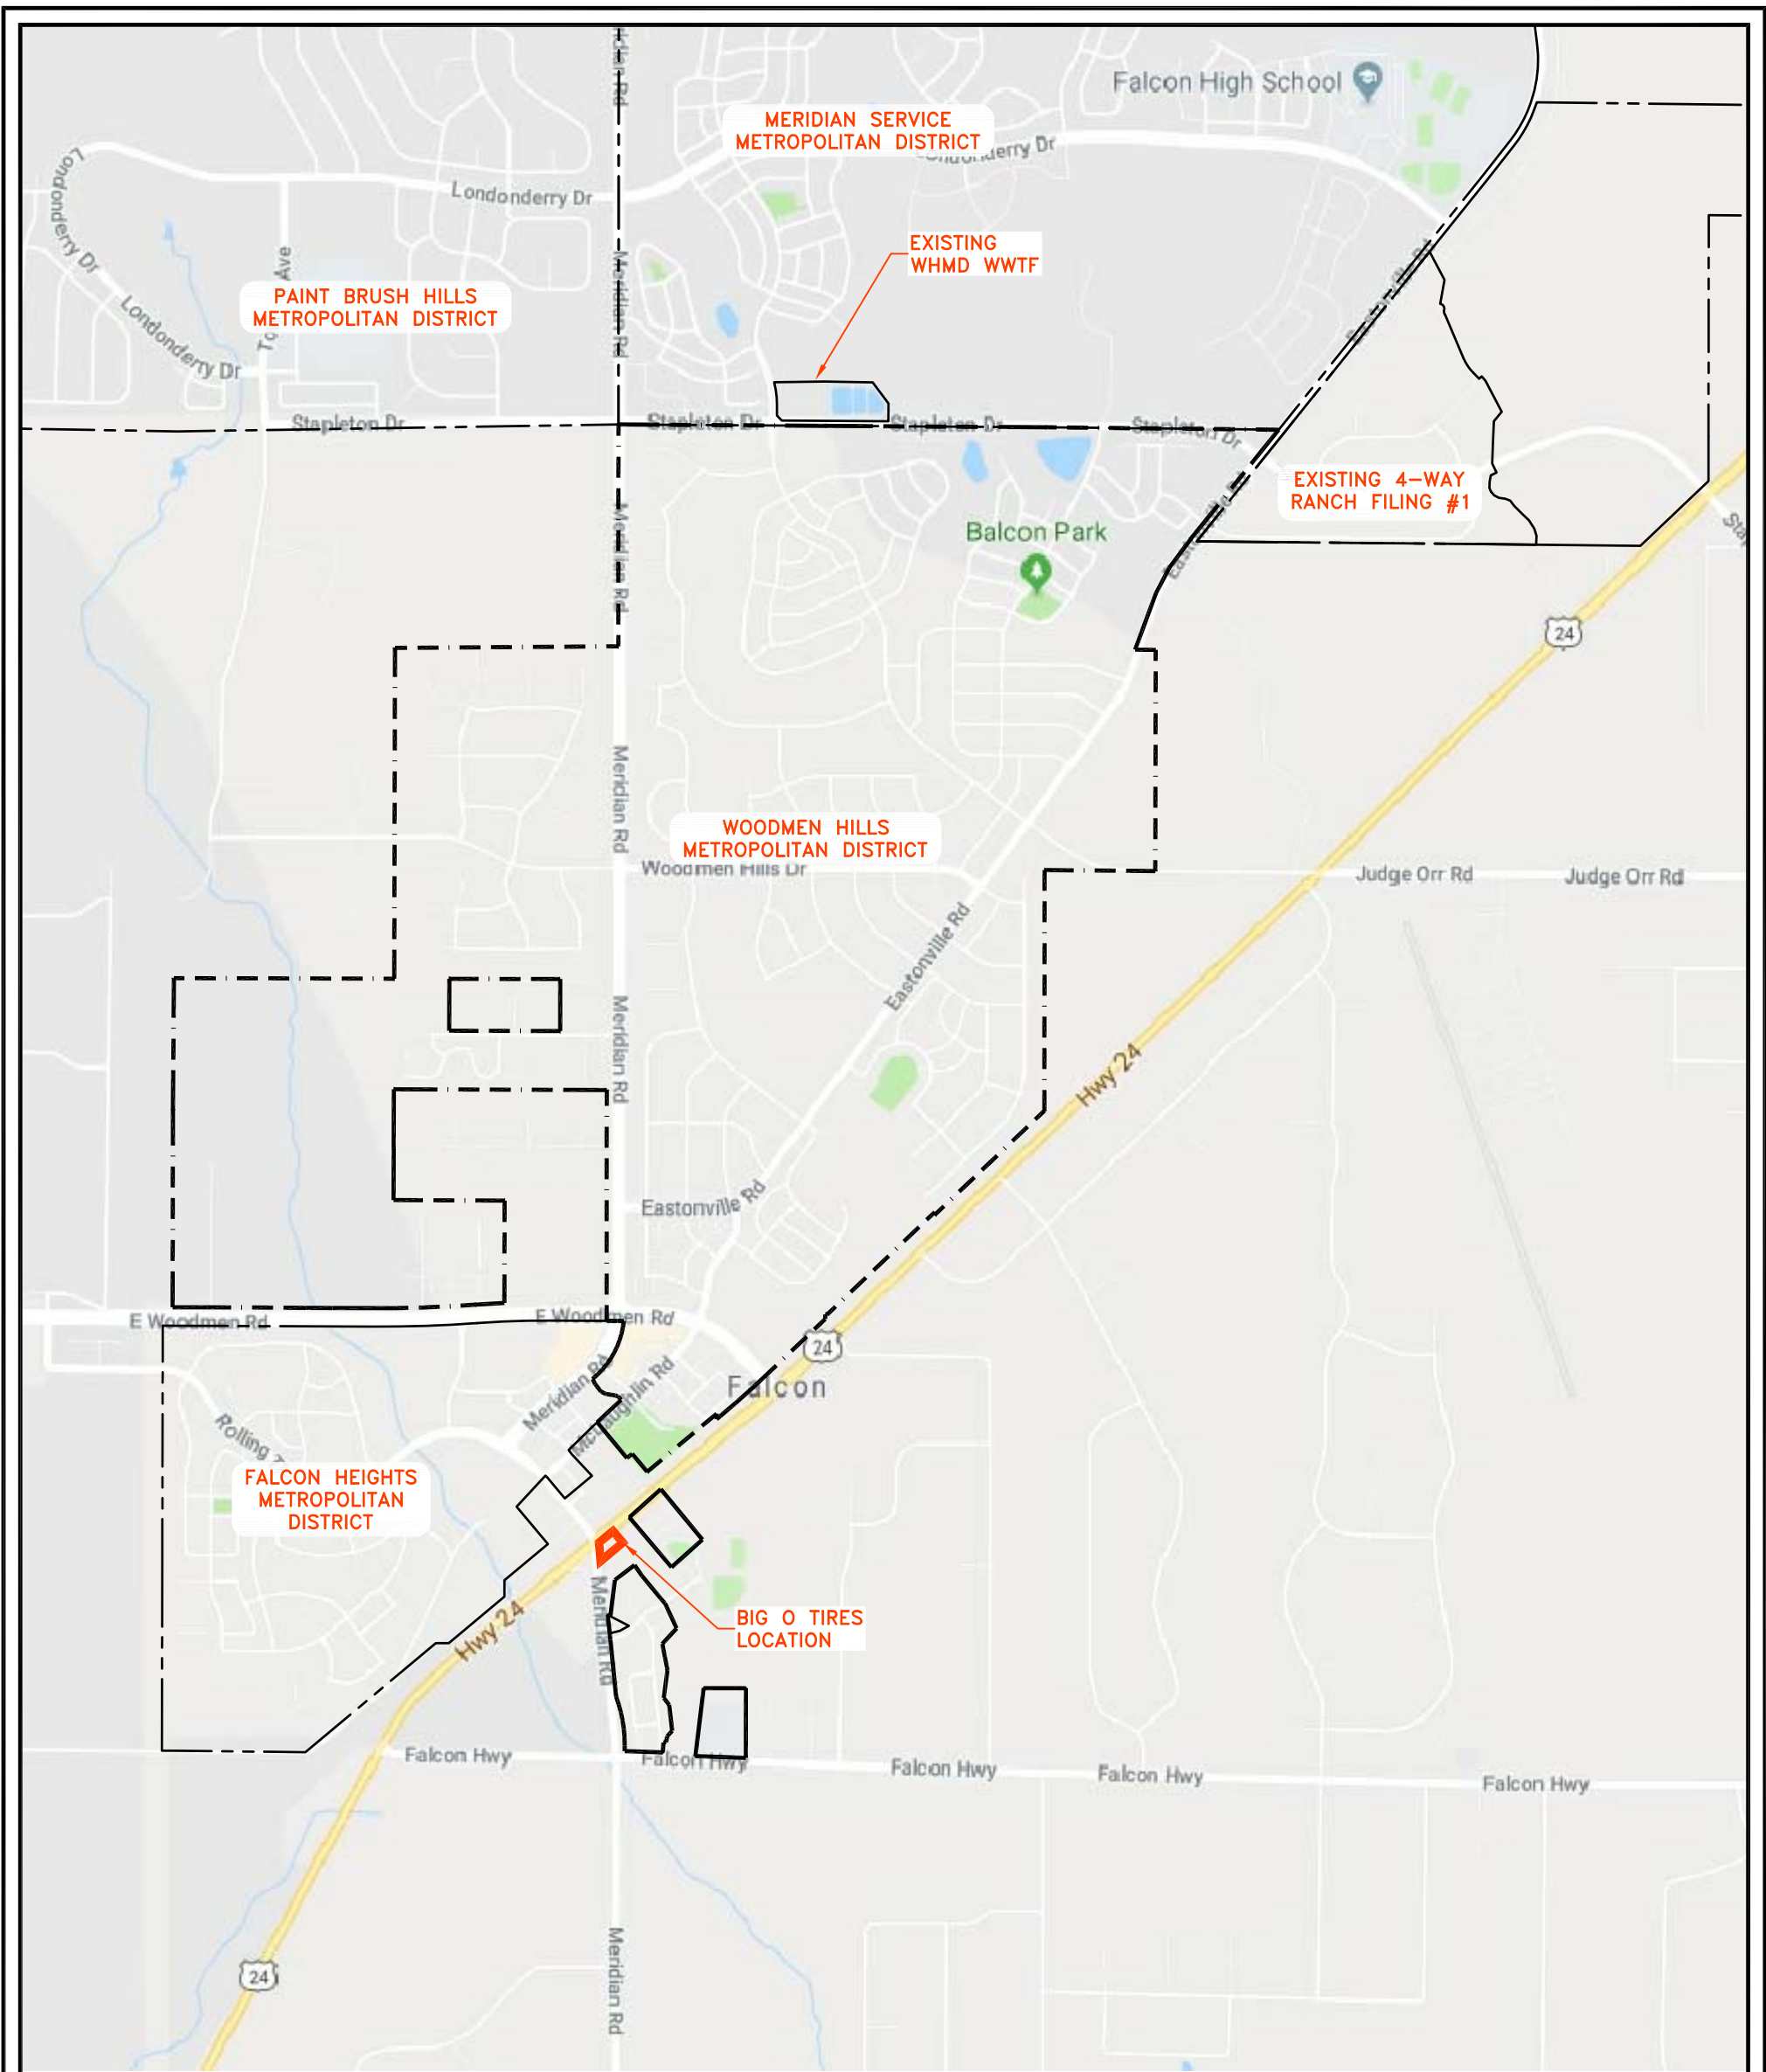 Falcon High School
MERIDIAN SERVICE
METROPOLITAN DISTRICT
Londonderry Dr
Londonderry Dr
Londonderry Dr
EXISTING
WHMD WWTF
Meridian Rd
Eastonville Rd
PAINT BRUSH HILLS
METROPOLITAN DISTRICT
Londonderry Dr
Stapleton Dr
Stapleton Dr
Stapleton Dr
Stapleton Dr
EXISTING 4-WAY
RANCH FILING #1
Meridian Rd
Balcon Park
24
Meridian Rd
WOODMEN HILLS
METROPOLITAN DISTRICT
Woodmen Hills Dr
Judge Orr Rd
Judge Orr Rd
Eastonville Rd
Meridian Rd
Hwy 24
Eastonville Rd
E Woodmen Rd
E Woodmen Rd
24
Meridian Rd
McLaughlin Rd
Falcon
Rolling
FALCON HEIGHTS
METROPOLITAN
DISTRICT
Hwy 24
Meridian Rd
BIG O TIRES
LOCATION
Falcon Hwy
Falcon Hwy
Falcon Hwy
Falcon Hwy
Falcon Hwy
24
Meridian Rd